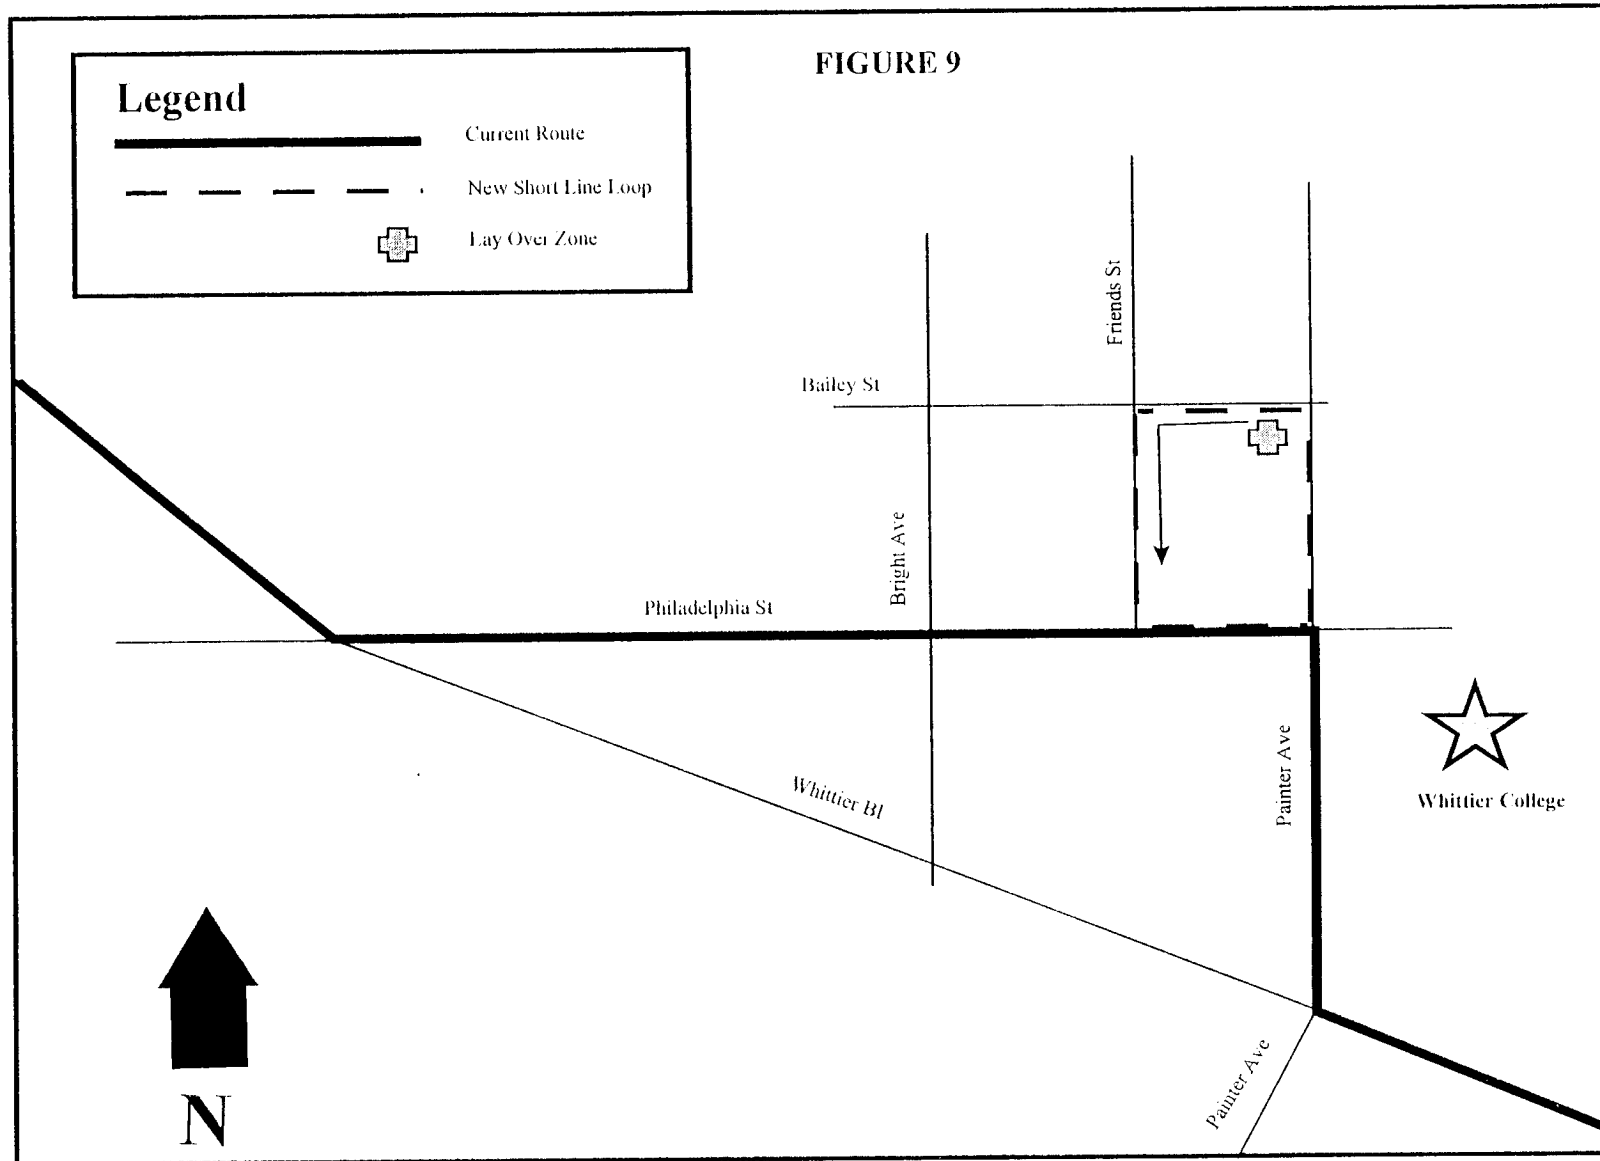 FIGURE 9
Legend
Current Route
New Short Line Loop
Lay Over Zone
Friends St
Bailey St
Bright Ave
Philadelphia St
Whittier Bl
Painter Ave
Whittier College
Painter Ave
N